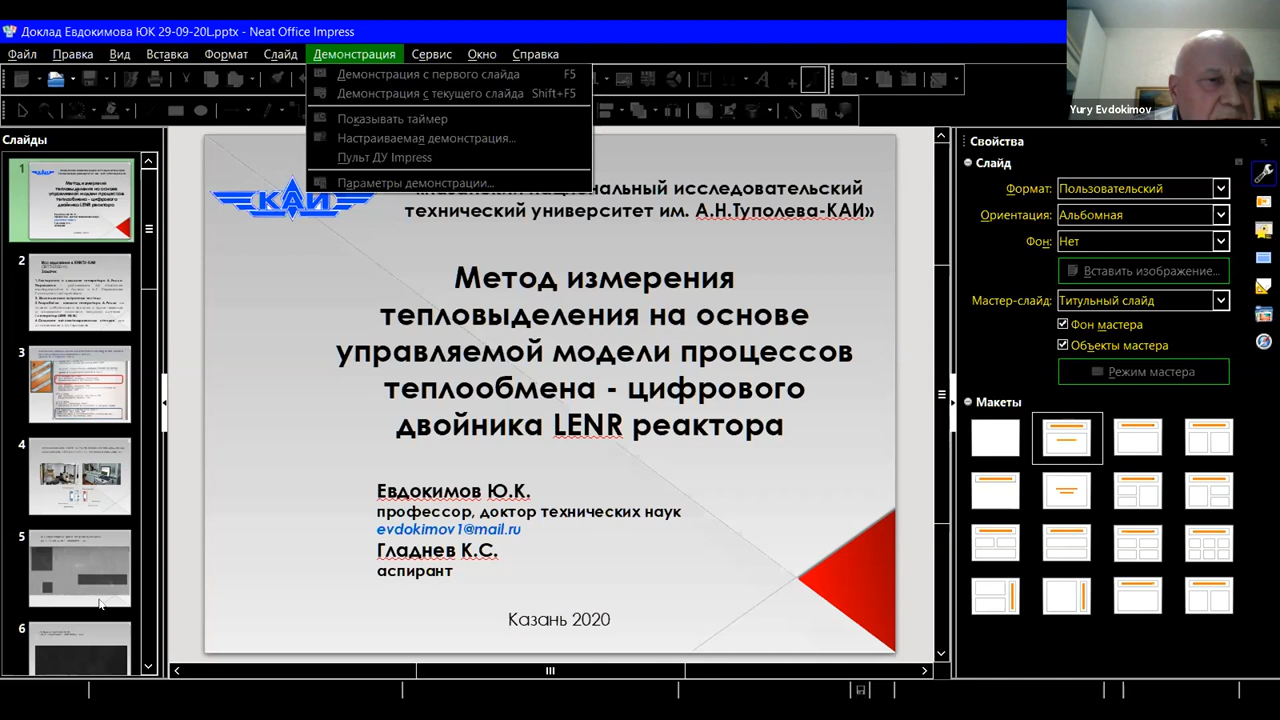 Доклад Евдокимова ЮК 29-09-20L.pptx - Neat Office Impress
Файл Правка Вид Вставка Формат Слайд Демонстрация Сервис Окно Справка
Демонстрация с первого слайда F5
Демонстрация с текущего слайда Shift+F5
Показывать таймер
Настраиваемая демонстрация...
Пульт ДУ Impress
Параметры демонстрации...
Yury Evdokimov
Слайды
1
2
3
4
5
6
КАИ
национальный исследовательский
технический университет им. А.Н.Туполева-КАИ»
Метод измерения
тепловыделения на основе
управляемой модели процессов
теплообмена - цифрового
двойника LENR реактора
Евдокимов Ю.К.
профессор, доктор технических наук
evdokimov1@mail.ru
Гладнев К.С.
аспирант
Казань 2020
Свойства
Слайд
Формат: Пользовательский
Ориентация: Альбомная
Фон: Нет
Вставить изображение...
Мастер-слайд: Титульный слайд
Фон мастера
Объекты мастера
Режим мастера
Макеты